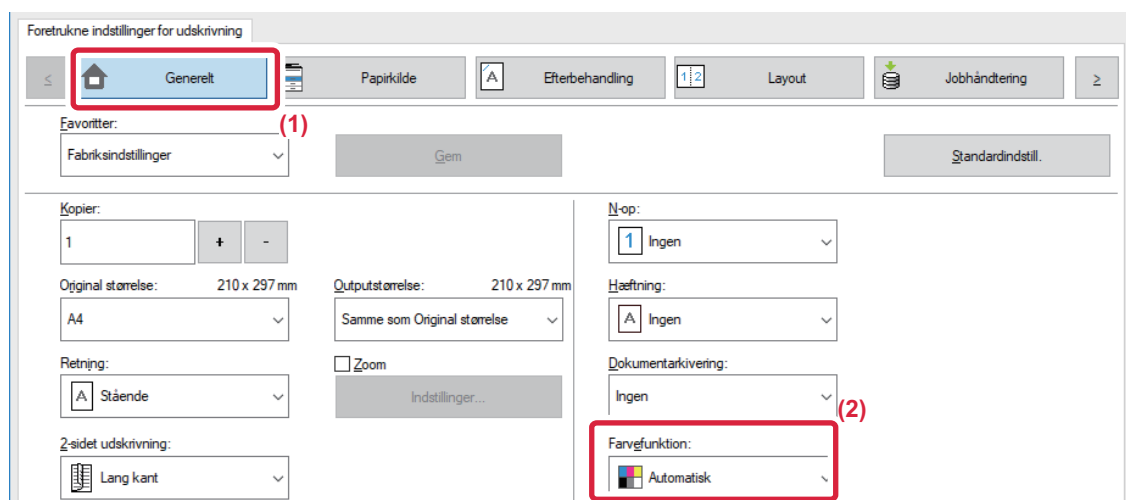 Foretrukne indstillinger for udskrivning
≤ Generelt Papirkilde Efterbehandling 1 2 Layout Jobhåndtering ≥
(1)
Favoritter:
Fabriksindstillinger Gem Standardindstill.
Kopier: N-op:
1 + - 1 Ingen
Original størrelse: 210 x 297 mm Outputstørrelse: 210 x 297 mm Hæftning:
A4 Samme som Original størrelse A Ingen
Retning: Zoom Dokumentarkivering:
A Stående Indstillinger... Ingen
(2)
2-sidet udskrivning: Farvefunktion:
Lang kant Automatisk